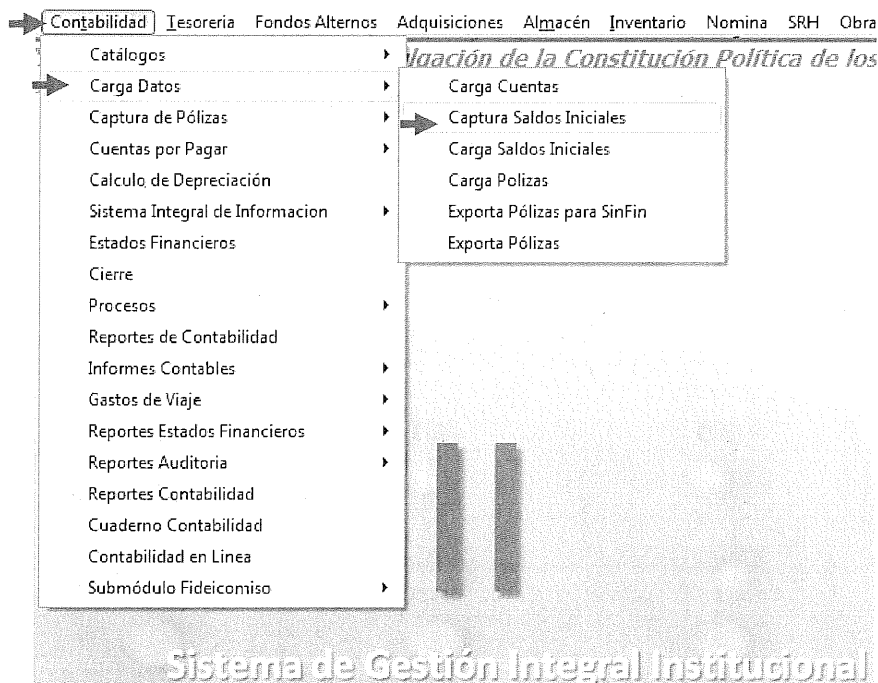 Contabilidad Tesoreria Fondos Alternos Adquisiciones Almacén Inventario Nomina SRH Obra
Catálogos
de la Constitución Política de los
Carga Datos
Captura de Pólizas
Cuentas por Pagar
Calculo de Depreciación
Sistema Integral de Informacion
Estados Financieros
Cierre
Procesos
Reportes de Contabilidad
Informes Contables
Gastos de Viaje
Reportes Estados Financieros
Reportes Auditoria
Reportes Contabilidad
Cuaderno Contabilidad
Contabilidad en Linea
Submódulo Fideicomiso
Carga Cuentas
Captura Saldos Iniciales
Carga Saldos Iniciales
Carga Polizas
Exporta Pólizas para SinFin
Exporta Pólizas
II
Sistema de Gestión Integral Institucional